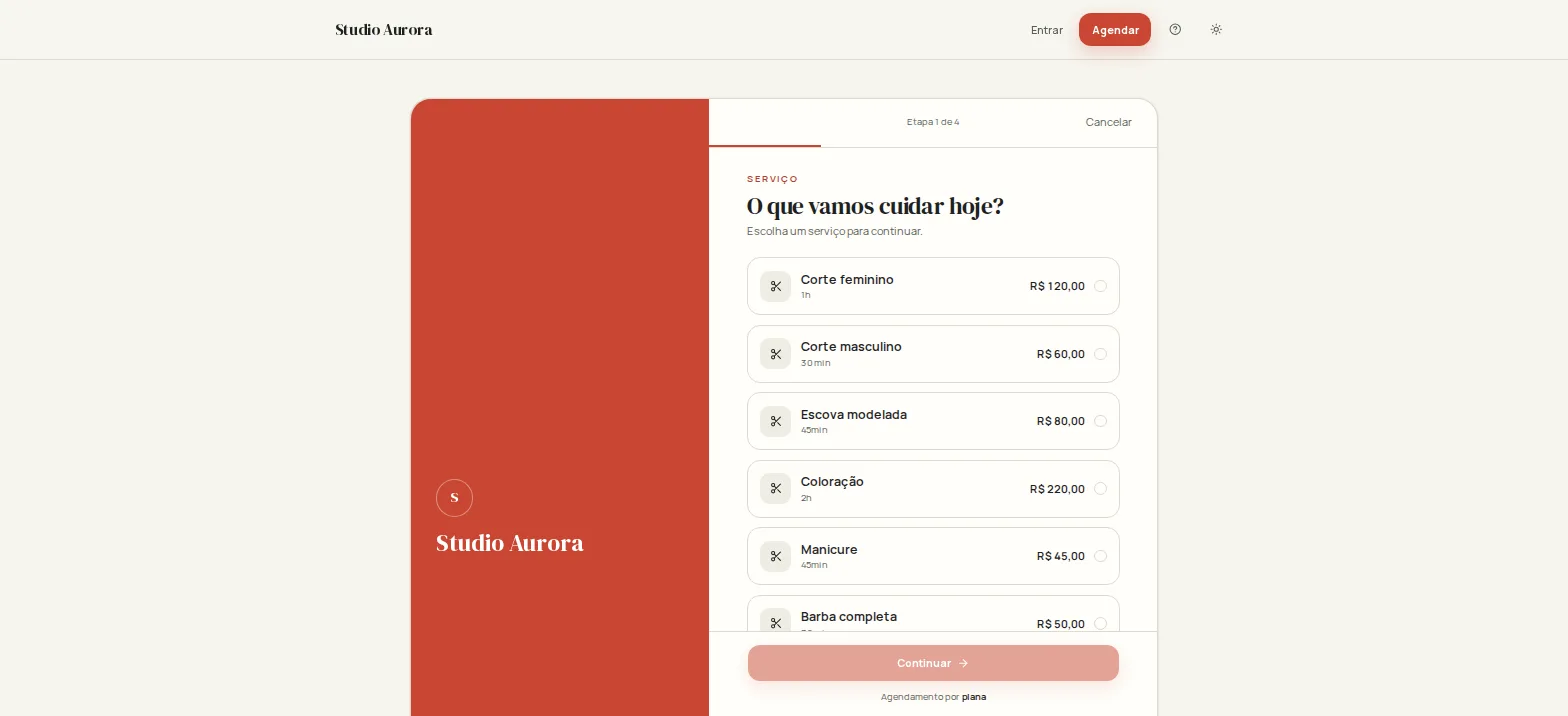 Studio Aurora
Entrar
Agendar
S
Studio Aurora
Etapa 1 de 4
Cancelar
SERVIÇO
O que vamos cuidar hoje?
Escolha um serviço para continuar.
Corte feminino
1h
R$ 120,00
Corte masculino
30min
R$ 60,00
Escova modelada
45min
R$ 80,00
Coloração
2h
R$ 220,00
Manicure
45min
R$ 45,00
Barba completa
R$ 50,00
Continuar →
Agendamento por plana